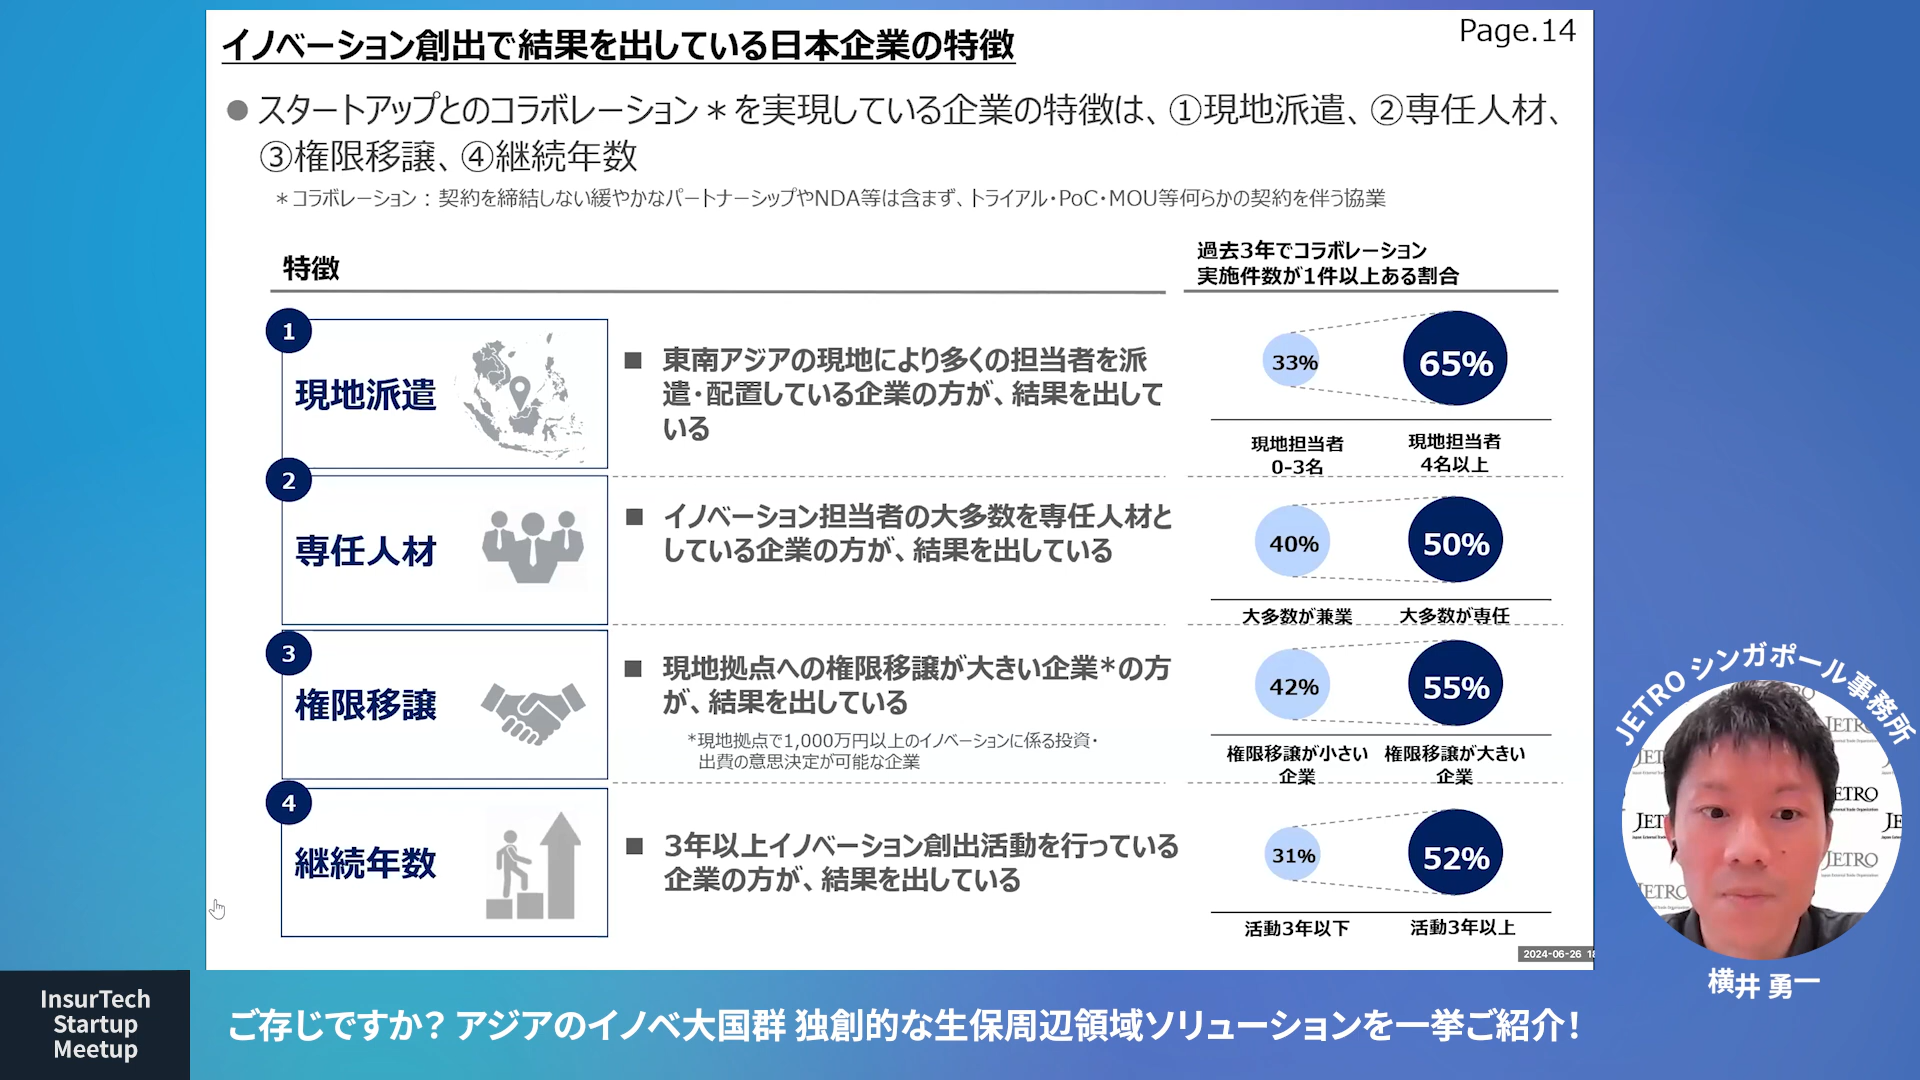 イノベーション創出で結果を出している日本企業の特徴
Page.14
● スタートアップとのコラボレーション＊を実現している企業の特徴は、①現地派遣、②専任人材、
③権限移譲、④継続年数
＊コラボレーション：契約を締結しない緩やかなパートナーシップやNDA等は含まず、トライアル・PoC・MOU等何らかの契約を伴う協業
特徴
過去3年でコラボレーション
実施件数が1件以上ある割合
1
現地派遣
■ 東南アジアの現地により多くの担当者を派
遣・配置している企業の方が、結果を出して
いる
33%
65%
現地担当者
0-3名
現地担当者
4名以上
2
専任人材
■ イノベーション担当者の大多数を専任人材と
している企業の方が、結果を出している
40%
50%
大多数が兼業
大多数が専任
3
権限移譲
■ 現地拠点への権限移譲が大きい企業*の方
が、結果を出している
*現地拠点で1,000万円以上のイノベーションに係る投資・
出費の意思決定が可能な企業
42%
55%
権限移譲が小さい
企業
権限移譲が大きい
企業
4
継続年数
■ 3年以上イノベーション創出活動を行っている
企業の方が、結果を出している
31%
52%
活動3年以下
活動3年以上
2024-06-26
JETRO シンガポール事務所
JETRO
横井 勇一
InsurTech
Startup
Meetup
ご存じですか？ アジアのイノベ大国群 独創的な生保周辺領域ソリューションを一挙ご紹介！